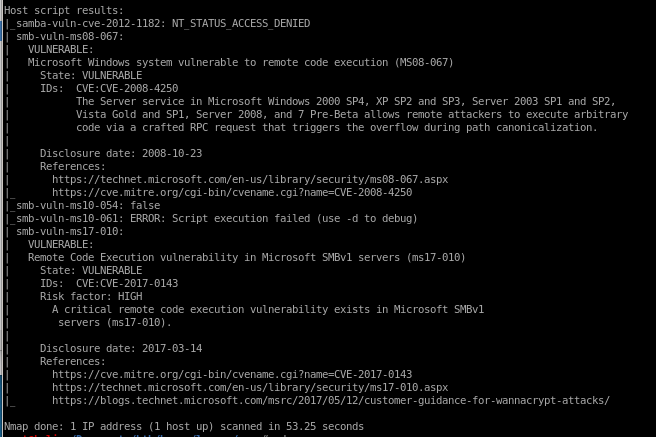 Host script results:
|_samba-vuln-cve-2012-1182: NT_STATUS_ACCESS_DENIED
| smb-vuln-ms08-067:
|   VULNERABLE:
|   Microsoft Windows system vulnerable to remote code execution (MS08-067)
|     State: VULNERABLE
|     IDs:  CVE:CVE-2008-4250
|           The Server service in Microsoft Windows 2000 SP4, XP SP2 and SP3, Server 2003 SP1 and SP2,
|           Vista Gold and SP1, Server 2008, and 7 Pre-Beta allows remote attackers to execute arbitrary
|           code via a crafted RPC request that triggers the overflow during path canonicalization.
|
|     Disclosure date: 2008-10-23
|     References:
|       https://technet.microsoft.com/en-us/library/security/ms08-067.aspx
|_      https://cve.mitre.org/cgi-bin/cvename.cgi?name=CVE-2008-4250
|_smb-vuln-ms10-054: false
|_smb-vuln-ms10-061: ERROR: Script execution failed (use -d to debug)
| smb-vuln-ms17-010:
|   VULNERABLE:
|   Remote Code Execution vulnerability in Microsoft SMBv1 servers (ms17-010)
|     State: VULNERABLE
|     IDs:  CVE:CVE-2017-0143
|     Risk factor: HIGH
|       A critical remote code execution vulnerability exists in Microsoft SMBv1
|        servers (ms17-010).
|
|     Disclosure date: 2017-03-14
|     References:
|       https://cve.mitre.org/cgi-bin/cvename.cgi?name=CVE-2017-0143
|       https://technet.microsoft.com/en-us/library/security/ms17-010.aspx
|_      https://blogs.technet.microsoft.com/msrc/2017/05/12/customer-guidance-for-wannacrypt-attacks/
Nmap done: 1 IP address (1 host up) scanned in 53.25 seconds